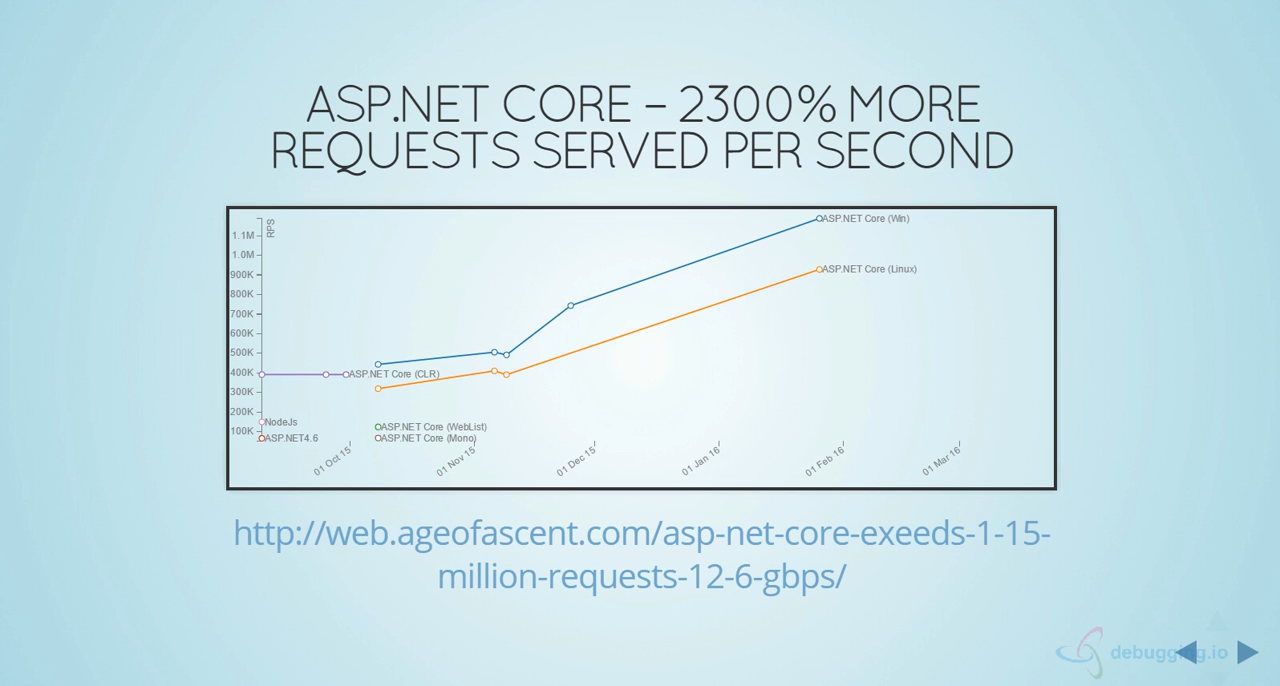 ASP.NET CORE – 2300% MORE
REQUESTS SERVED PER SECOND
RPS
1.1M
1.0M
900K
800K
700K
600K
500K
400K
300K
200K
100K
ASP.NET Core (Win)
ASP.NET Core (Linux)
ASP.NET Core (CLR)
NodeJs
ASP.NET4.6
ASP.NET Core (WebList)
ASP.NET Core (Mono)
01 Oct 15
01 Nov 15
01 Dec 15
01 Jan 16
01 Feb 16
01 Mar 16
http://web.ageofascent.com/asp-net-core-exeeds-1-15-
million-requests-12-6-gbps/
debugging.io